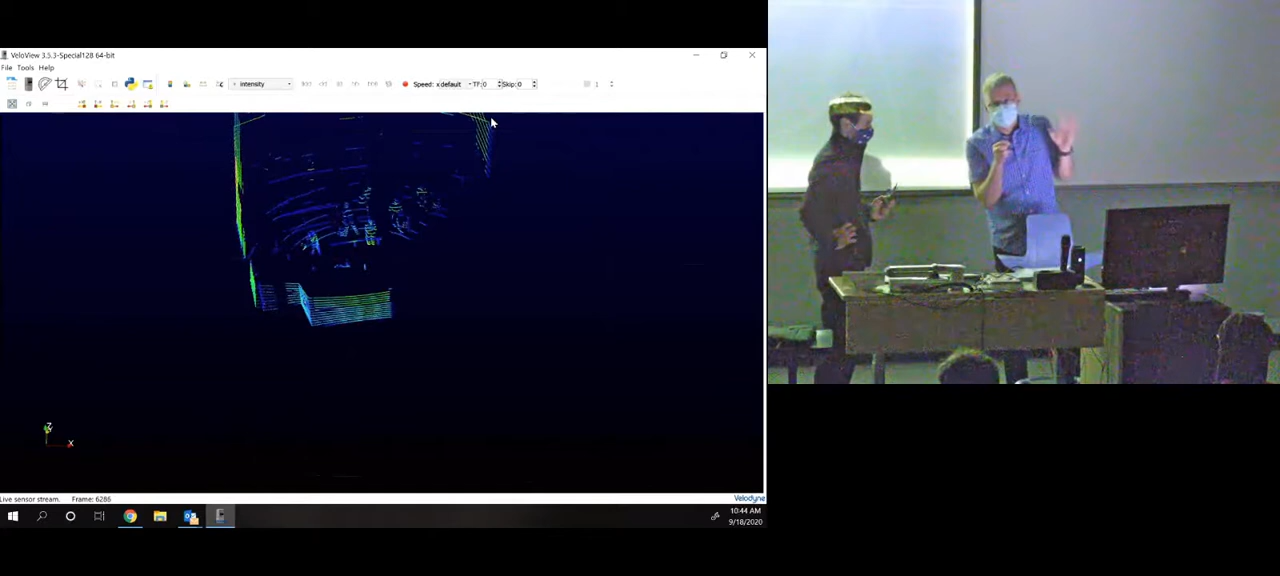 VeloView 3.5.3-Special128 64-bit
File Tools Help
intensity
Speed: x default
TF: 0
Skip: 0
1
Z
X
Live sensor stream. Frame: 6286
Velodyne
10:44 AM
9/18/2020